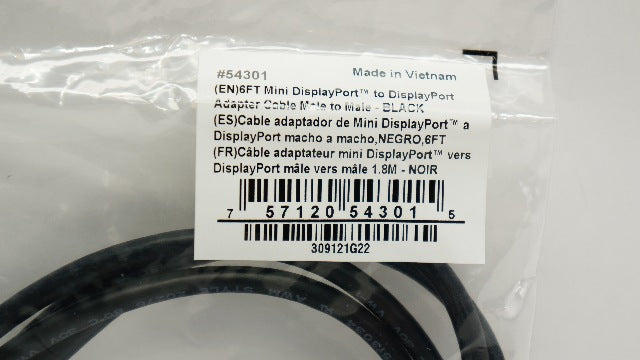 #54301 Made in Vietnam
(EN)6FT Mini DisplayPort™ to DisplayPort
Adapter Cable Male to Male - BLACK
(ES)Cable adaptador de Mini DisplayPort™ a
DisplayPort macho a macho,NEGRO,6FT
(FR)Câble adaptateur mini DisplayPort™ vers
DisplayPort mâle vers mâle 1.8M - NOIR
7 57120 54301 5
309121G22